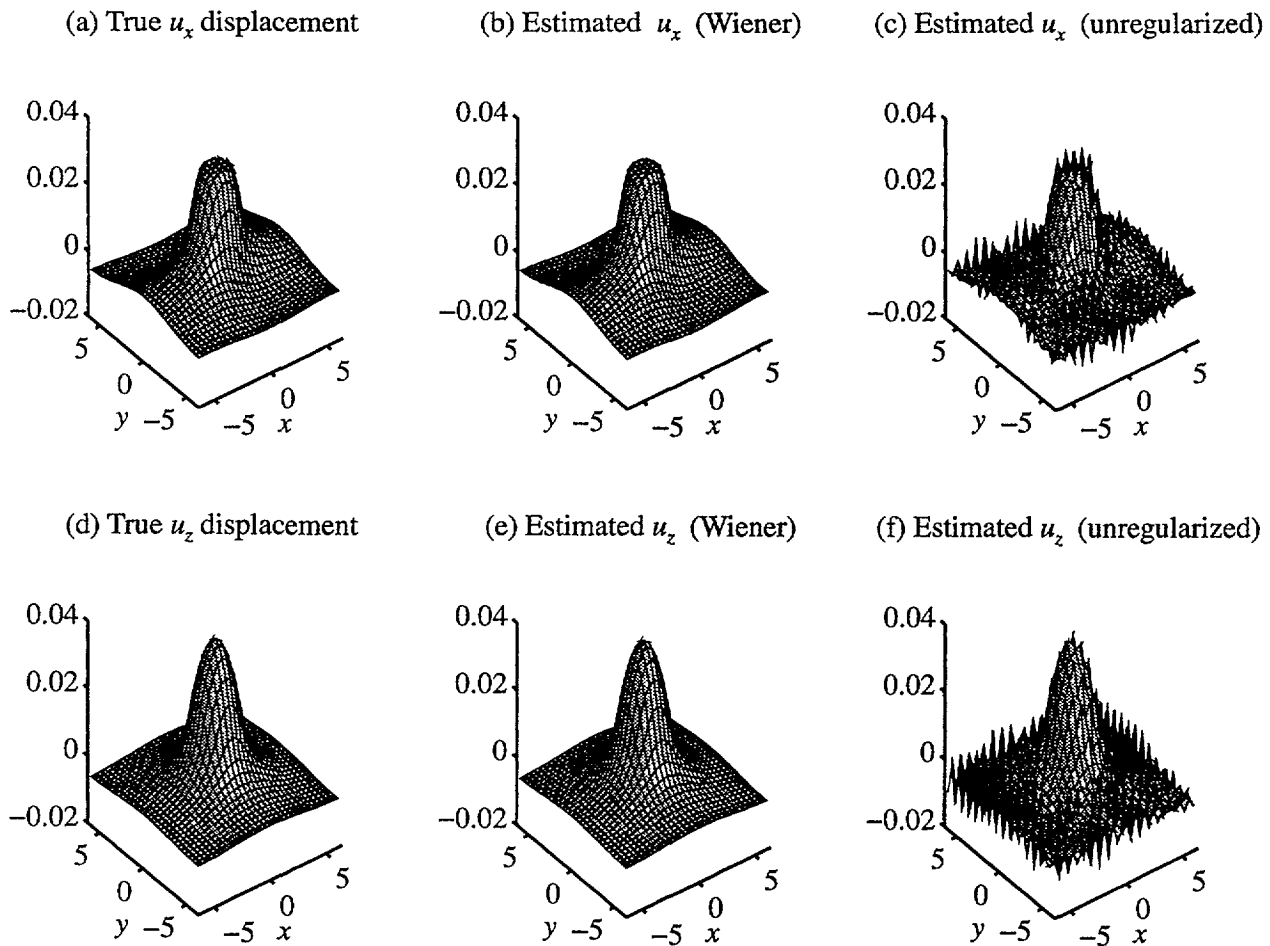 (a) True u_x displacement
(b) Estimated u_x (Wiener)
(c) Estimated u_x (unregularized)
0.04
0.02
0
−0.02
5
0
y −5
−5 x
0
5
0.04
0.02
0
−0.02
5
0
y −5
−5 x
0
5
0.04
0.02
0
−0.02
5
0
y −5
−5 x
0
5
(d) True u_z displacement
(e) Estimated u_z (Wiener)
(f) Estimated u_z (unregularized)
0.04
0.02
0
−0.02
5
0
y −5
−5 x
0
5
0.04
0.02
0
−0.02
5
0
y −5
−5 x
0
5
0.04
0.02
0
−0.02
5
0
y −5
−5 x
0
5